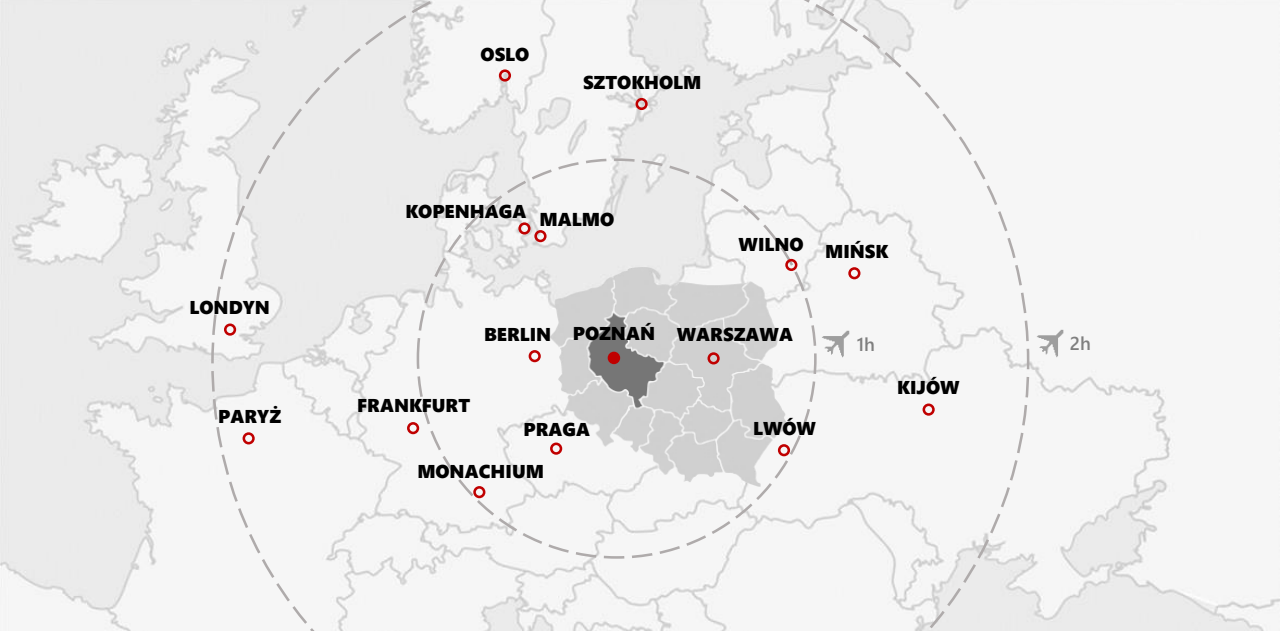 OSLO
SZTOKHOLM
KOPENHAGA
MALMO
WILNO
MIŃSK
LONDYN
BERLIN
POZNAŃ
WARSZAWA
1h
2h
KIJÓW
FRANKFURT
PARYŻ
PRAGA
LWÓW
MONACHIUM